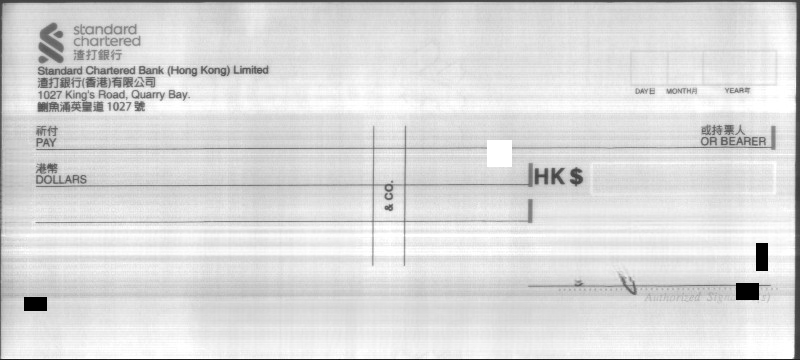 standard
chartered
渣打銀行
Standard Chartered Bank (Hong Kong) Limited
渣打銀行(香港)有限公司
1027 King's Road, Quarry Bay.
鰂魚涌英皇道 1027 號
DAY日 MONTH月 YEAR年
祈付
PAY
或持票人
OR BEARER
港幣
DOLLARS
HK $
& CO.
Authorized